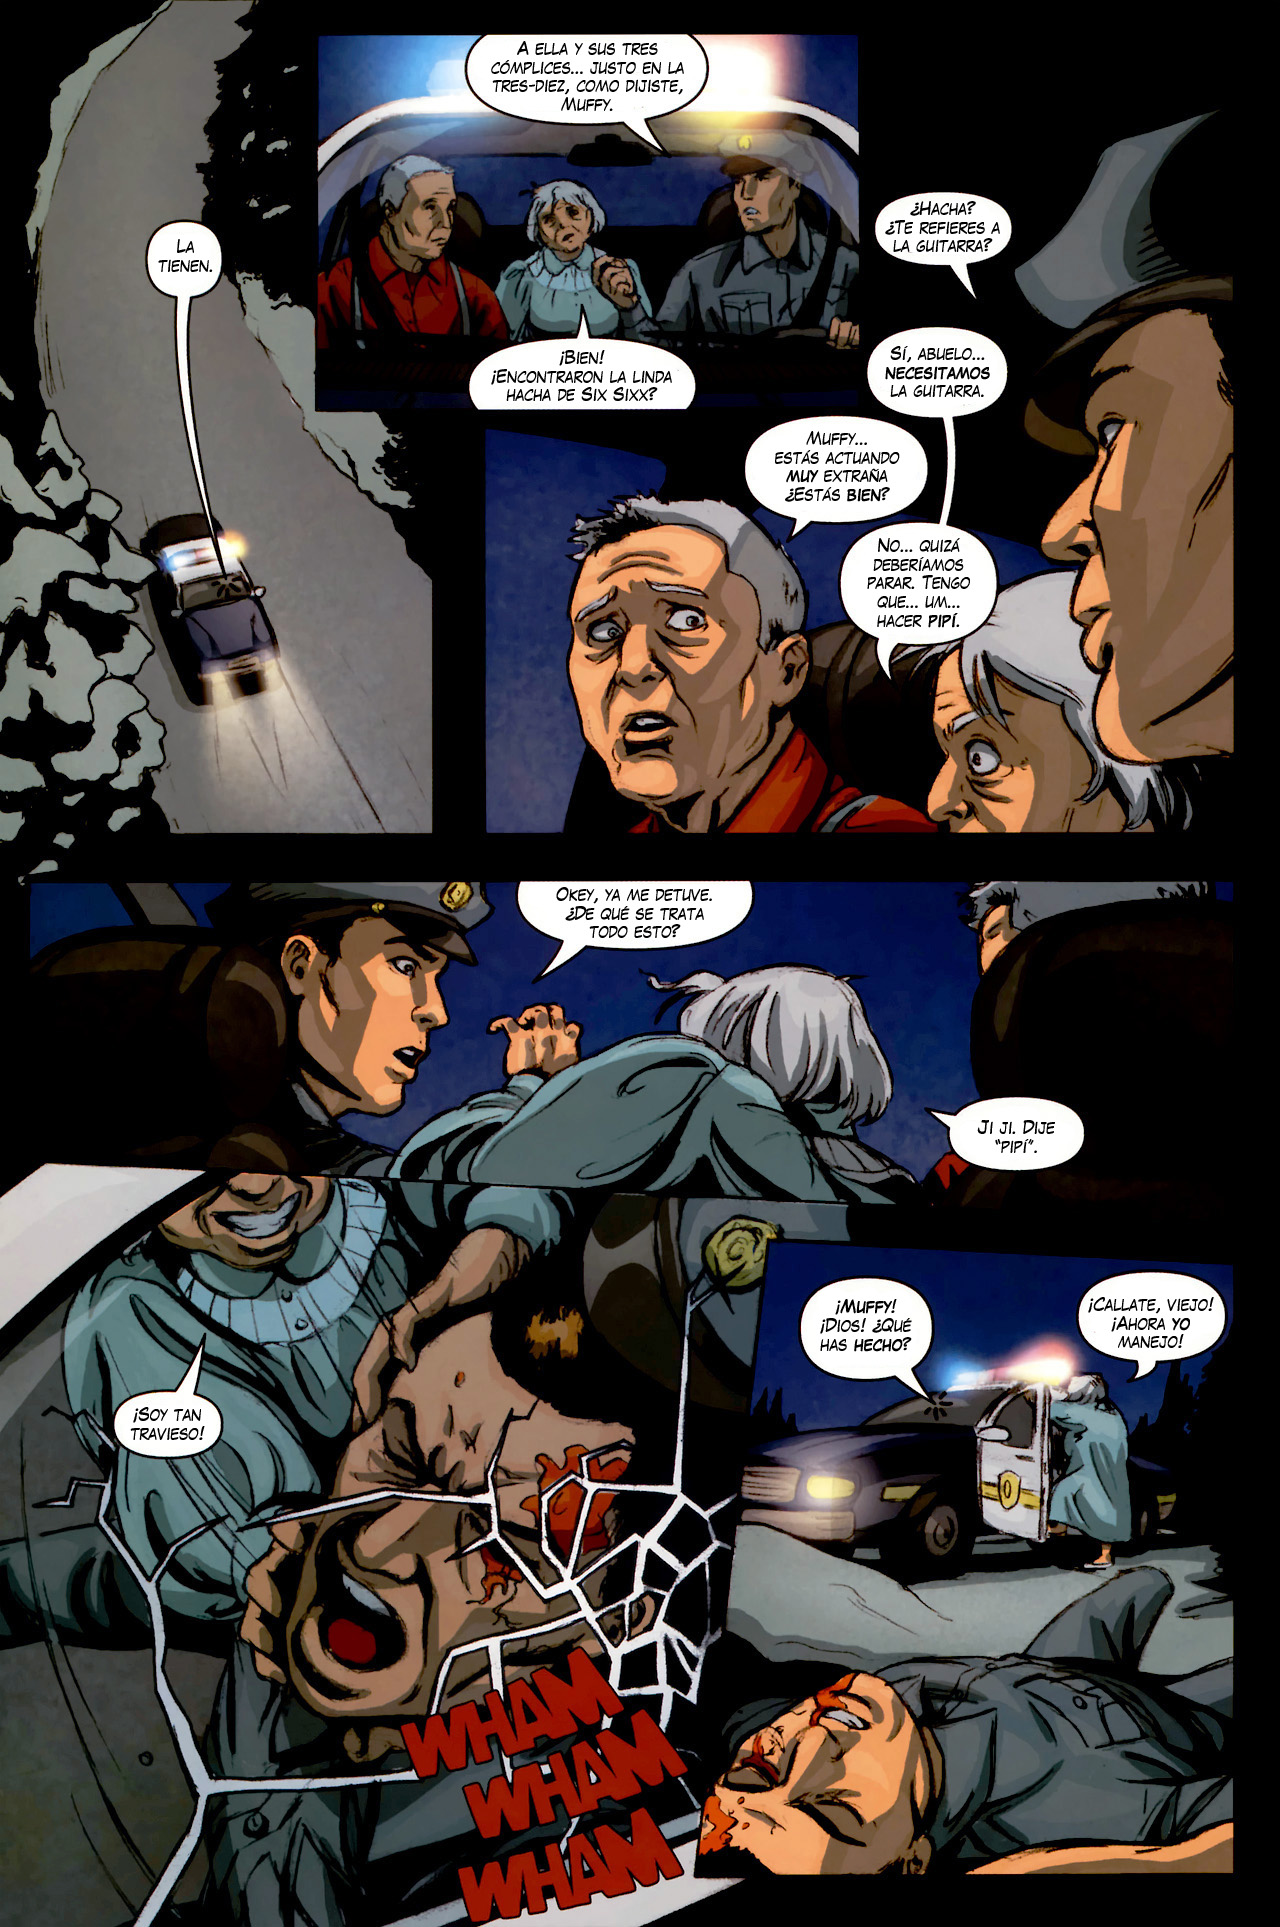 LA
TIENEN.
A ELLA Y SUS TRES
CÓMPLICES... JUSTO EN LA
TRES-DIEZ, COMO DIJISTE,
MUFFY.
¡BIEN!
¡ENCONTRARON LA LINDA
HACHA DE SIX SIXX?
¿HACHA?
¿TE REFIERES A
LA GUITARRA?
SÍ, ABUELO...
NECESITAMOS
LA GUITARRA.
MUFFY...
ESTÁS ACTUANDO
MUY EXTRAÑA
¿ESTÁS BIEN?
NO... QUIZÁ
DEBERÍAMOS
PARAR. TENGO
QUE... UM...
HACER PIPÍ.
OKEY, YA ME DETUVE.
¿DE QUÉ SE TRATA
TODO ESTO?
JI JI. DIJE
"PIPÍ".
¡SOY TAN
TRAVIESO!
WHAM
WHAM
WHAM
¡MUFFY!
¡DIOS! ¿QUÉ
HAS HECHO?
¡CALLATE, VIEJO!
¡AHORA YO
MANEJO!